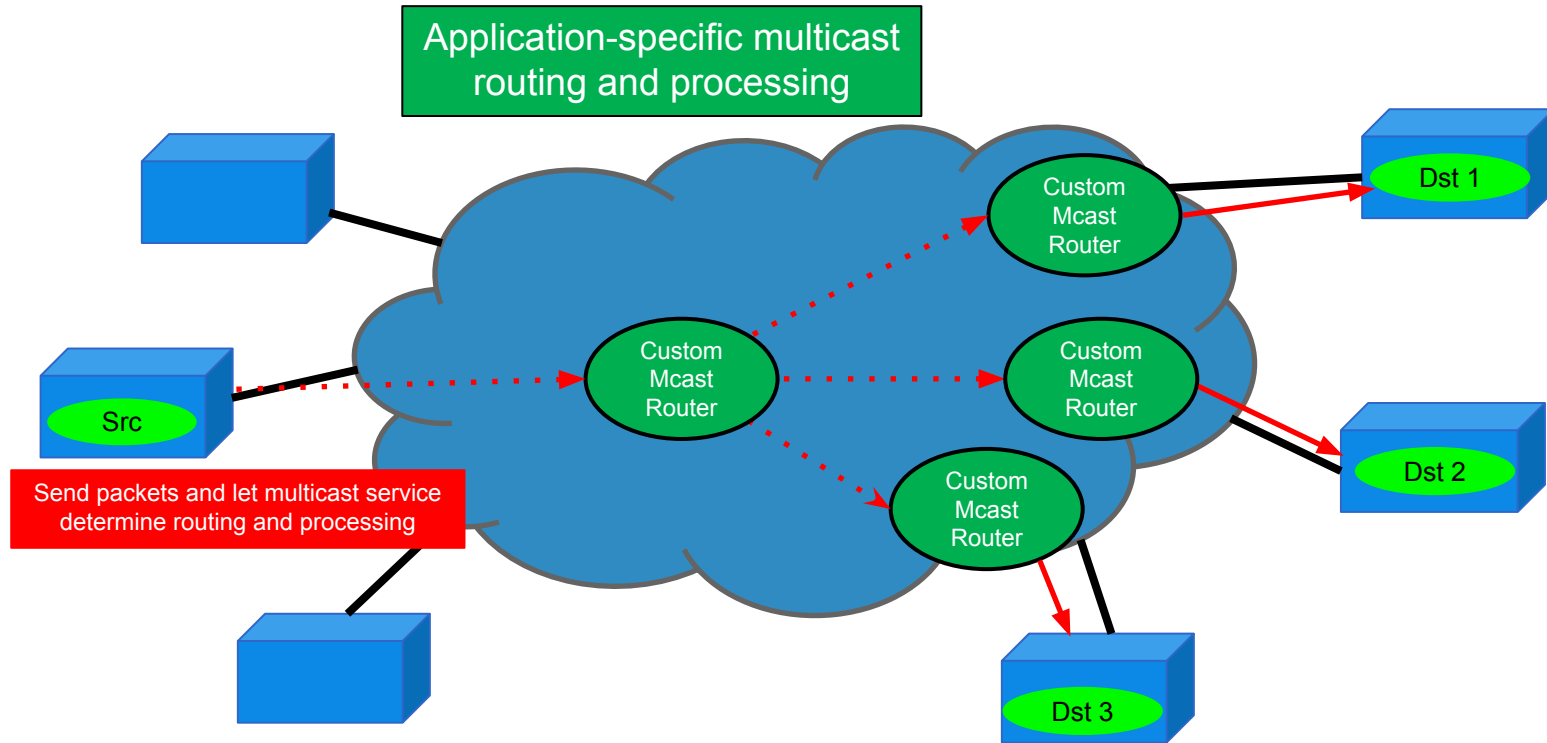 Application-specific multicast
routing and processing
Custom
Mcast
Router
Dst 1
Custom
Mcast
Router
Custom
Mcast
Router
Src
Dst 2
Send packets and let multicast service
determine routing and processing
Custom
Mcast
Router
Dst 3